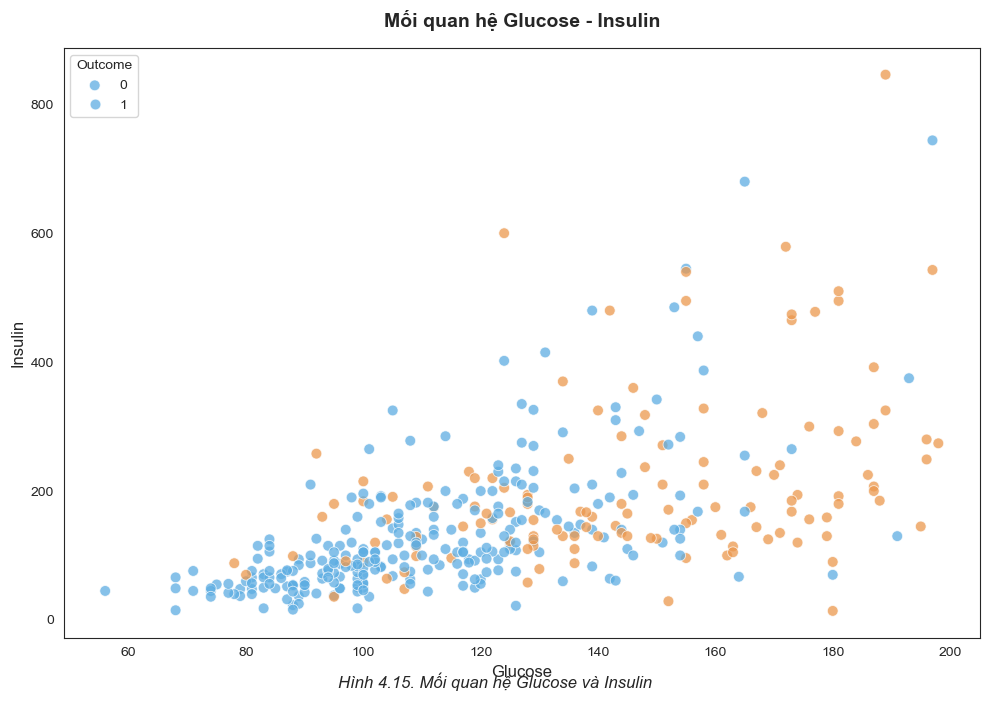 Mối quan hệ Glucose - Insulin
Outcome
0
1
Insulin
800
600
400
200
0
60 80 100 120 140 160 180 200
Glucose
Hình 4.15. Mối quan hệ Glucose và Insulin